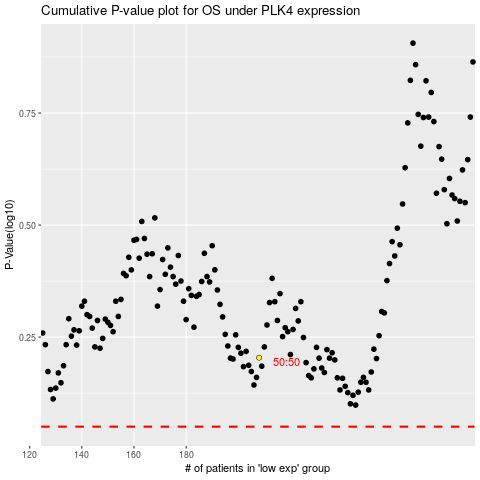 Cumulative P-value plot for OS under PLK4 expression
P-Value(log10)
0.75
0.50
0.25
50:50
120 140 160 180
# of patients in 'low exp' group